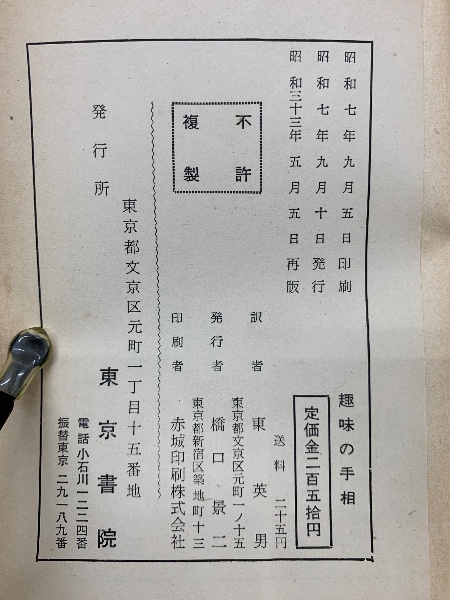 昭和七年九月五日印刷
昭和七年九月十日発行
昭和三十三年五月五日再版
趣味の手相
定価金二百五拾円
送料 二十五円
不許
複製
訳者 東英男
東京都文京区元町一ノ十五
発行者 橋口景二
東京都新宿区築地町十三
印刷者 赤城印刷株式会社
発行所
東京都文京区元町一丁目十五番地
東京書院
電話小石川一二二四番
振替東京二九一八九番